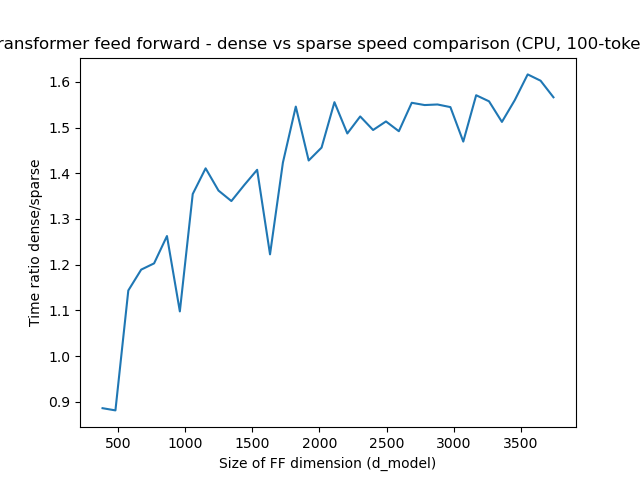 ransformer feed forward - dense vs sparse speed comparison (CPU, 100-toke
1.6
1.5
1.4
1.3
1.2
1.1
1.0
0.9
Time ratio dense/sparse
500 1000 1500 2000 2500 3000 3500
Size of FF dimension (d_model)